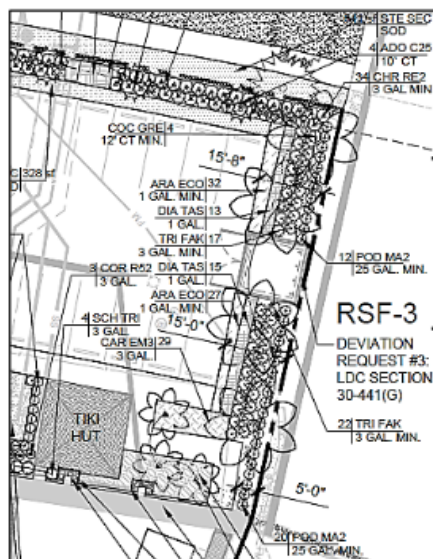 STE SEC
SOD
4 ADO C25
10' CT
34 CHR RE2
3 GAL MIN
COC GRE 4
12' CT MIN.
15'-8"
ARA ECO 32
1 GAL. MIN.
DIA TAS 13
1 GAL.
TRI FAK 17
3 GAL. MIN.
12 POD MA2
25 GAL. MIN.
C 328 sf
3 COR R52
3 GAL.
DIA TAS 15
1 GAL.
ARA ECO 27
1 GAL. MIN.
15'-0"
4 SCH TRI
3 GAL
CAR EM3 29
3 GAL.
RSF-3
DEVIATION
REQUEST #3:
LDC SECTION
30-441(G)
22 TRI FAK
3 GAL. MIN.
TIKI
HUT
5'-0"
20 POD MA2
25 GAL. MIN.